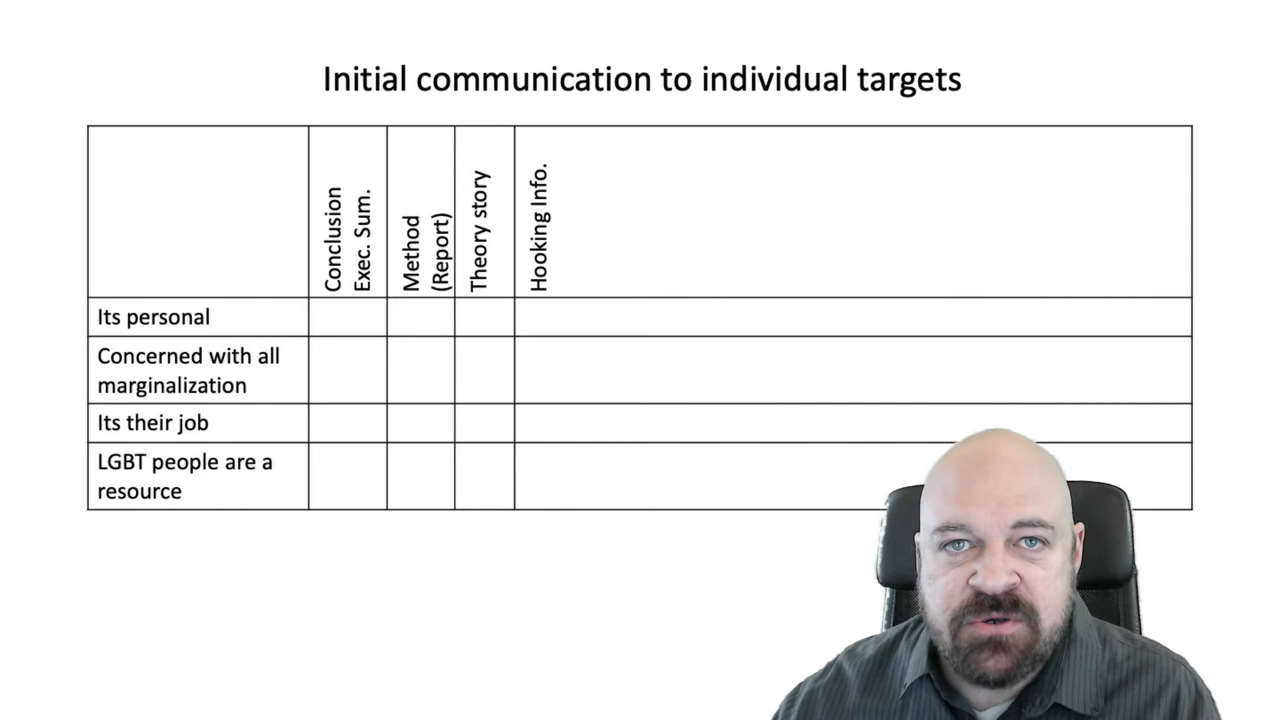 Initial communication to individual targets
Conclusion
Exec. Sum.
Method
(Report)
Theory story
Hooking Info.
Its personal
Concerned with all
marginalization
Its their job
LGBT people are a
resource